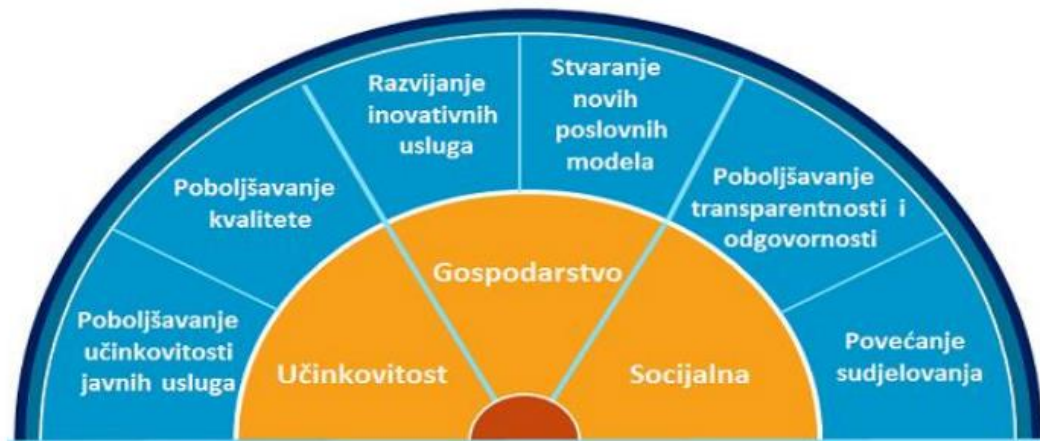 Poboljšavanje
učinkovitosti
javnih usluga
Poboljšavanje
kvalitete
Razvijanje
inovativnih
usluga
Stvaranje
novih
poslovnih
modela
Poboljšavanje
transparentnosti i
odgovornosti
Povećanje
sudjelovanja
Učinkovitost
Gospodarstvo
Socijalna